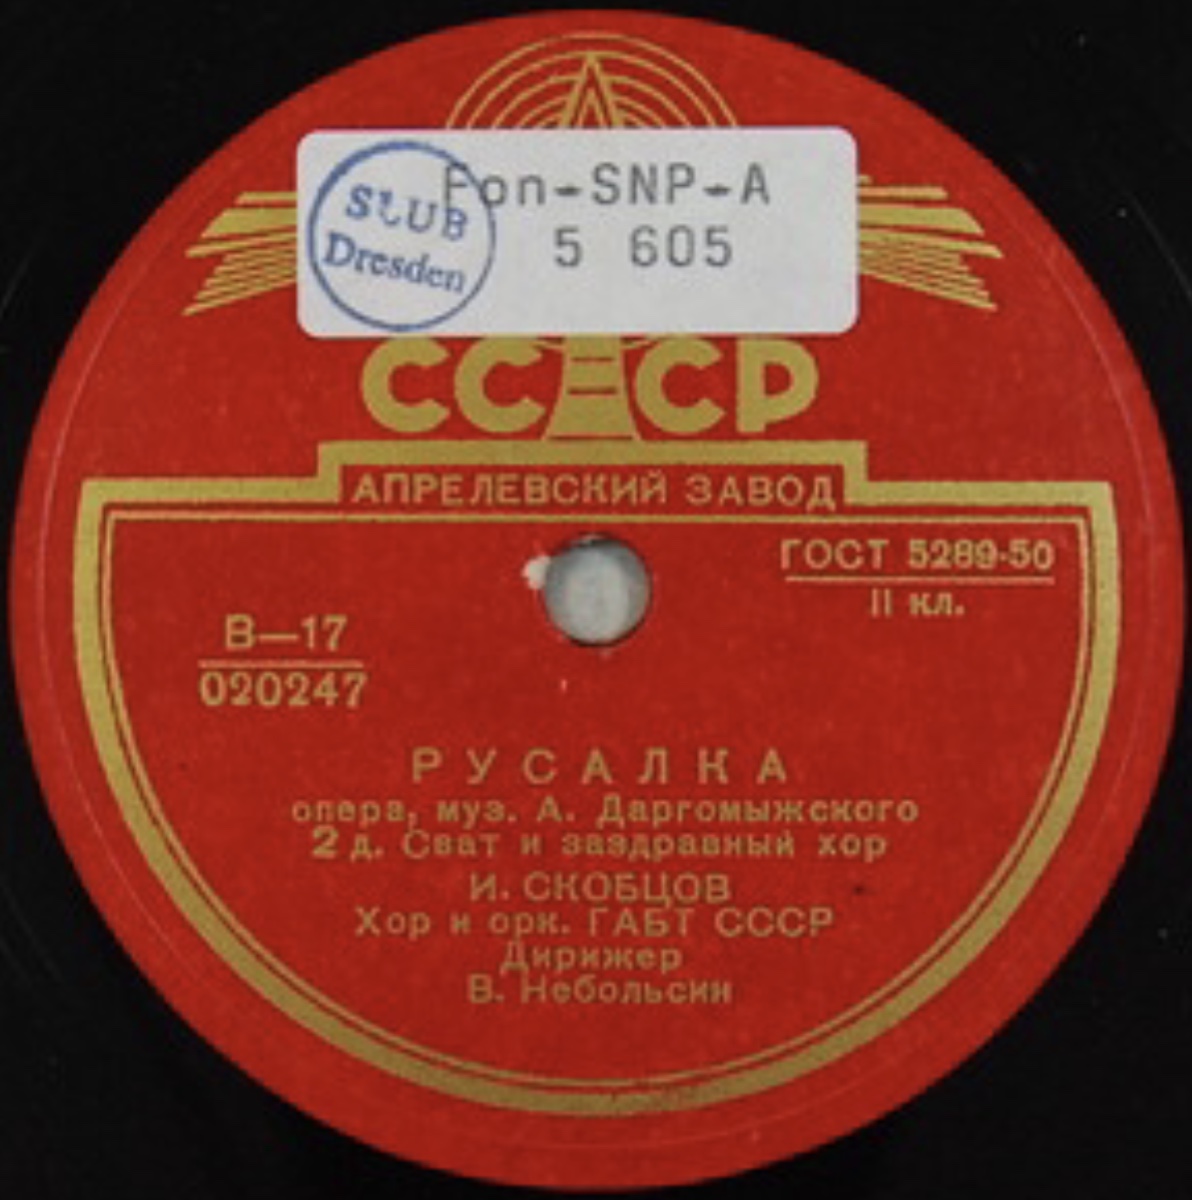 Fon-SNP-A
5 605
SLUB
Dresden
СССР
АПРЕЛЕВСКИЙ ЗАВОД
ГОСТ 5289-50
II кл.
В—17
020247
РУСАЛКА
опера, муз. А. Даргомыжского
2 д. Сват и заздравный хор
И. СКОБЦОВ
Хор и орк. ГАБТ СССР
Дирижер
В. Небольсин